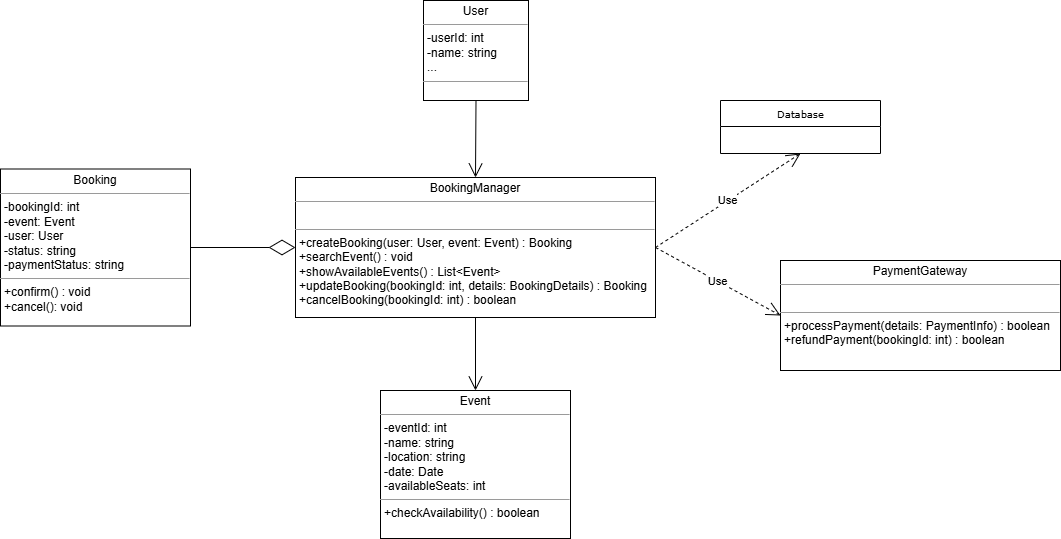 User
-userId: int
-name: string
...
Database
Use
Booking
-bookingId: int
-event: Event
-user: User
-status: string
-paymentStatus: string
+confirm() : void
+cancel(): void
BookingManager
+createBooking(user: User, event: Event) : Booking
+searchEvent() : void
+showAvailableEvents() : List<Event>
+updateBooking(bookingId: int, details: BookingDetails) : Booking
+cancelBooking(bookingId: int) : boolean
Use
PaymentGateway
+processPayment(details: PaymentInfo) : boolean
+refundPayment(bookingId: int) : boolean
Event
-eventId: int
-name: string
-location: string
-date: Date
-availableSeats: int
+checkAvailability() : boolean